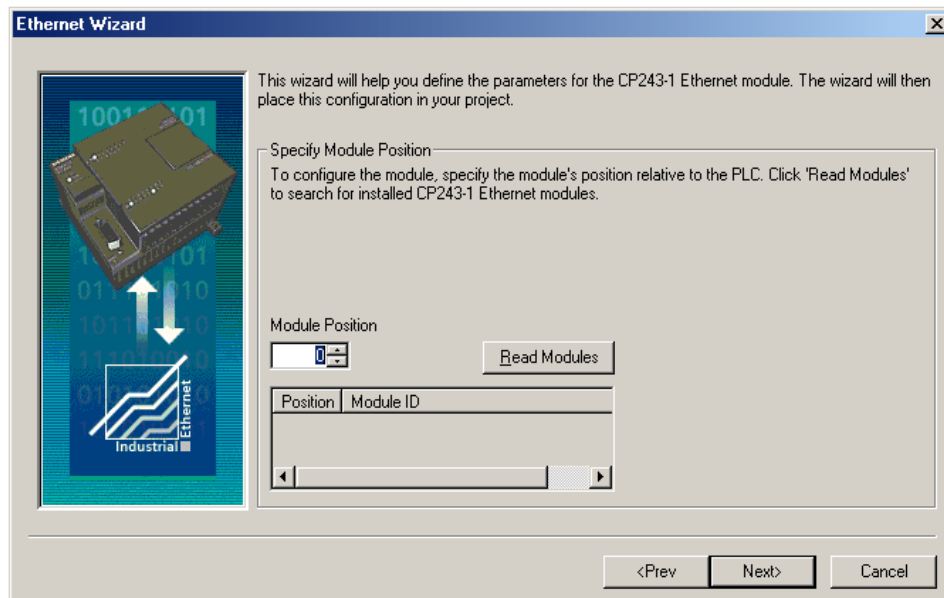 Ethernet Wizard
This wizard will help you define the parameters for the CP243-1 Ethernet module. The wizard will then
place this configuration in your project.
Specify Module Position
To configure the module, specify the module's position relative to the PLC. Click 'Read Modules'
to search for installed CP243-1 Ethernet modules.
Module Position
0
Read Modules
Position Module ID
Industrial
Ethernet
<Prev
Next>
Cancel